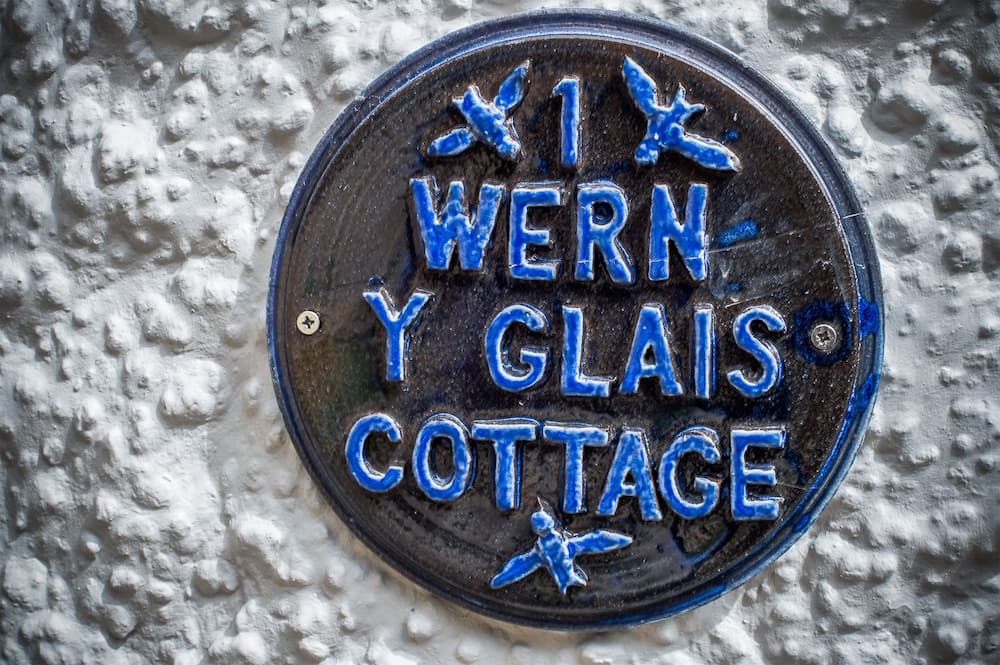 1
WERN
Y GLAIS
COTTAGE